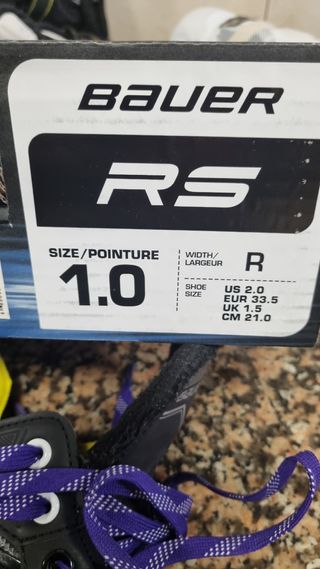 BAUER
RS
SIZE/POINTURE
1.0
WIDTH/
LARGEUR
R
SHOE
SIZE
US 2.0
EUR 33.5
UK 1.5
CM 21.0